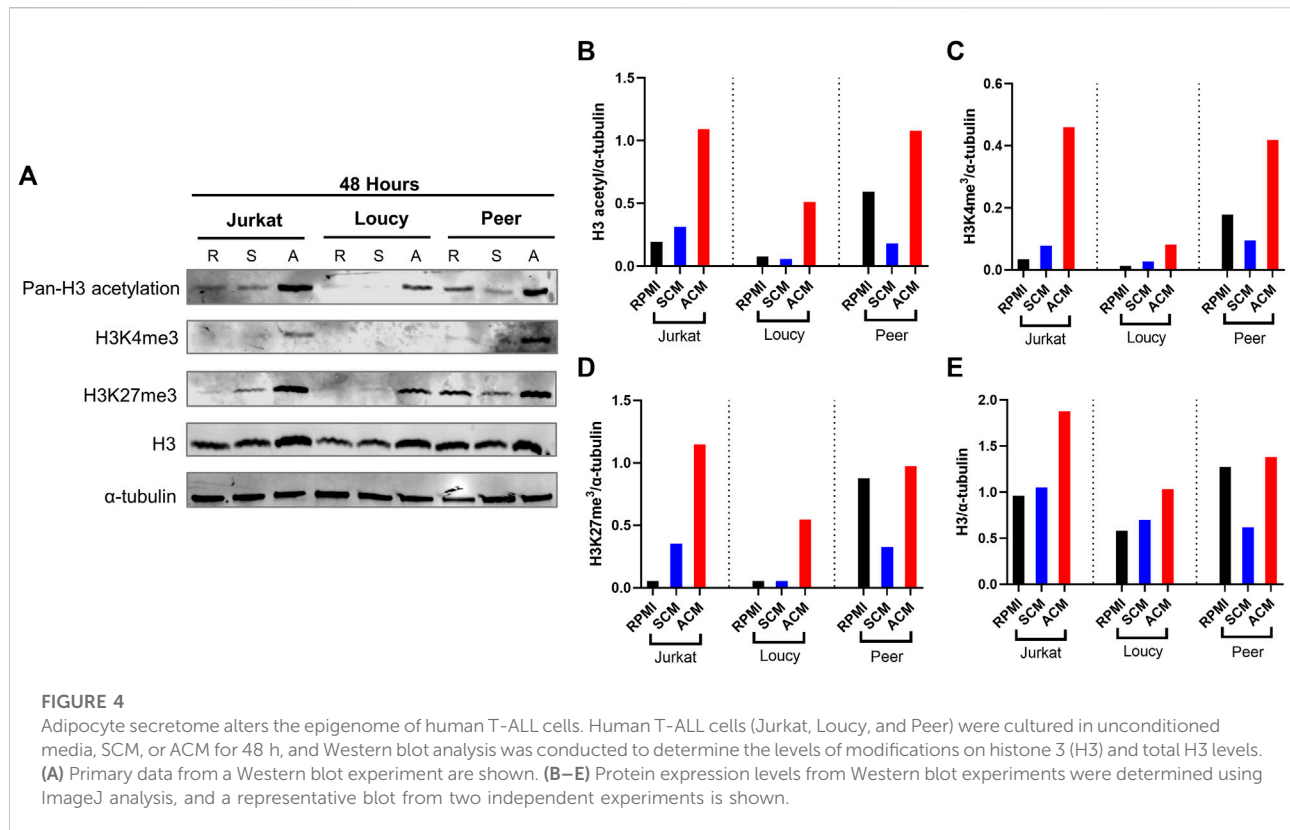 A
48 Hours
Jurkat Loucy Peer
R S A R S A R S A
Pan-H3 acetylation
H3K4me3
H3K27me3
H3
α-tubulin
B
H3 acetyl/α-tubulin
1.5
1.0
0.5
0.0
RPMI SCM ACM RPMI SCM ACM RPMI SCM ACM
Jurkat Loucy Peer
C
H3K4me³/α-tubulin
0.6
0.4
0.2
0.0
RPMI SCM ACM RPMI SCM ACM RPMI SCM ACM
Jurkat Loucy Peer
D
H3K27me³/α-tubulin
1.5
1.0
0.5
0.0
RPMI SCM ACM RPMI SCM ACM RPMI SCM ACM
Jurkat Loucy Peer
E
H3/α-tubulin
2.0
1.5
1.0
0.5
0.0
RPMI SCM ACM RPMI SCM ACM RPMI SCM ACM
Jurkat Loucy Peer
FIGURE 4
Adipocyte secretome alters the epigenome of human T-ALL cells. Human T-ALL cells (Jurkat, Loucy, and Peer) were cultured in unconditioned
media, SCM, or ACM for 48 h, and Western blot analysis was conducted to determine the levels of modifications on histone 3 (H3) and total H3 levels.
(A) Primary data from a Western blot experiment are shown. (B–E) Protein expression levels from Western blot experiments were determined using
ImageJ analysis, and a representative blot from two independent experiments is shown.